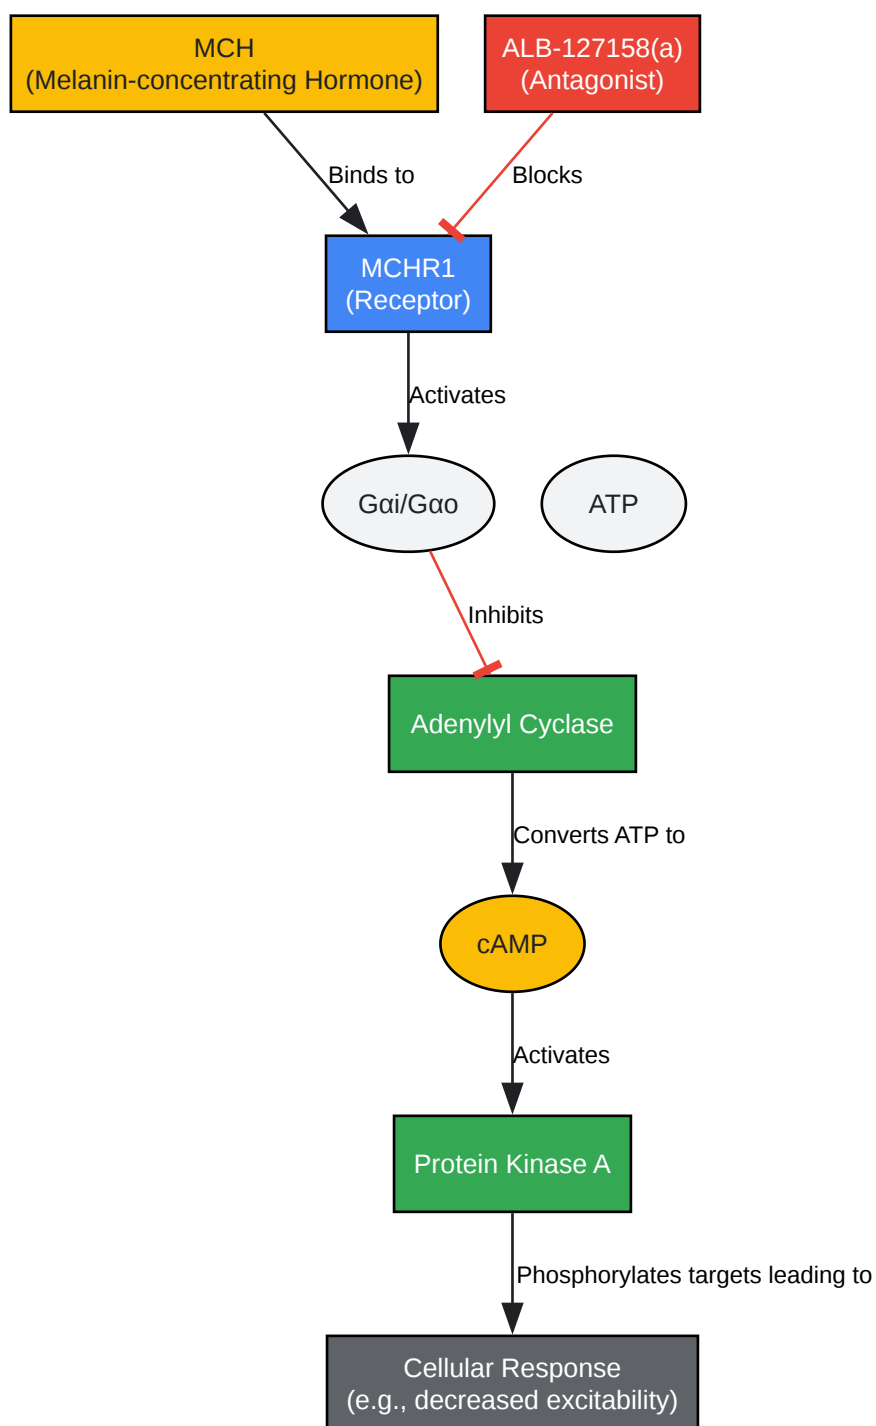 MCH
(Melanin-concentrating Hormone)
ALB-127158(a)
(Antagonist)
Binds to
Blocks
MCHR1
(Receptor)
Activates
Gαi/Gαo
ATP
Inhibits
Adenylyl Cyclase
Converts ATP to
cAMP
Activates
Protein Kinase A
Phosphorylates targets leading to
Cellular Response
(e.g., decreased excitability)